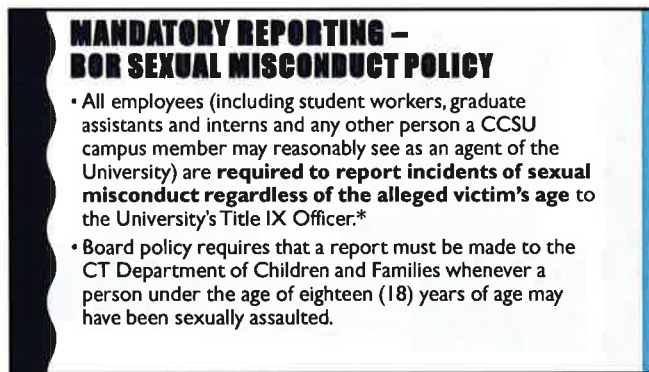 MANDATORY REPORTING –
BOR SEXUAL MISCONDUCT POLICY
• All employees (including student workers, graduate
assistants and interns and any other person a CCSU
campus member may reasonably see as an agent of the
University) are required to report incidents of sexual
misconduct regardless of the alleged victim's age to
the University's Title IX Officer.*
• Board policy requires that a report must be made to the
CT Department of Children and Families whenever a
person under the age of eighteen (18) years of age may
have been sexually assaulted.